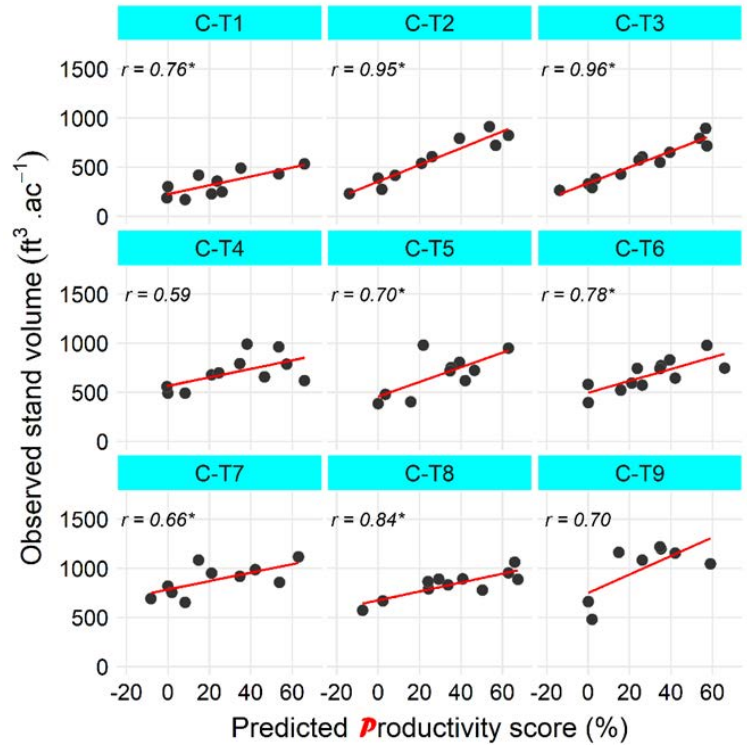 C-T1 C-T2 C-T3
1500 r = 0.76* r = 0.95* r = 0.96*
1000
500
0
C-T4 C-T5 C-T6
1500 r = 0.59 r = 0.70* r = 0.78*
1000
500
0
C-T7 C-T8 C-T9
1500 r = 0.66* r = 0.84* r = 0.70
1000
500
0
-20 0 20 40 60 -20 0 20 40 60 -20 0 20 40 60
Observed stand volume (ft³ .ac⁻¹)
Predicted Productivity score (%)